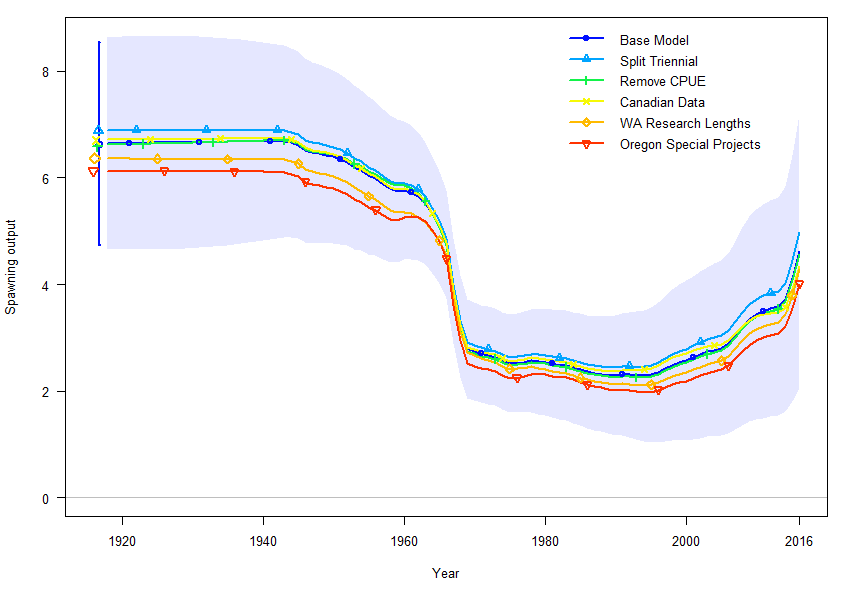 Base Model
Split Triennial
Remove CPUE
Canadian Data
WA Research Lengths
Oregon Special Projects
Spawning output
8
6
4
2
0
1920 1940 1960 1980 2000 2016
Year